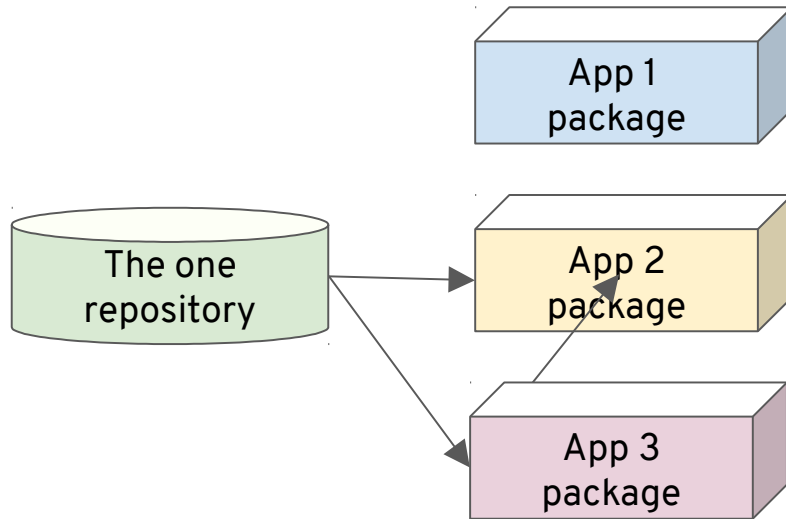 App 1
package
The one
repository
App 2
package
App 3
package